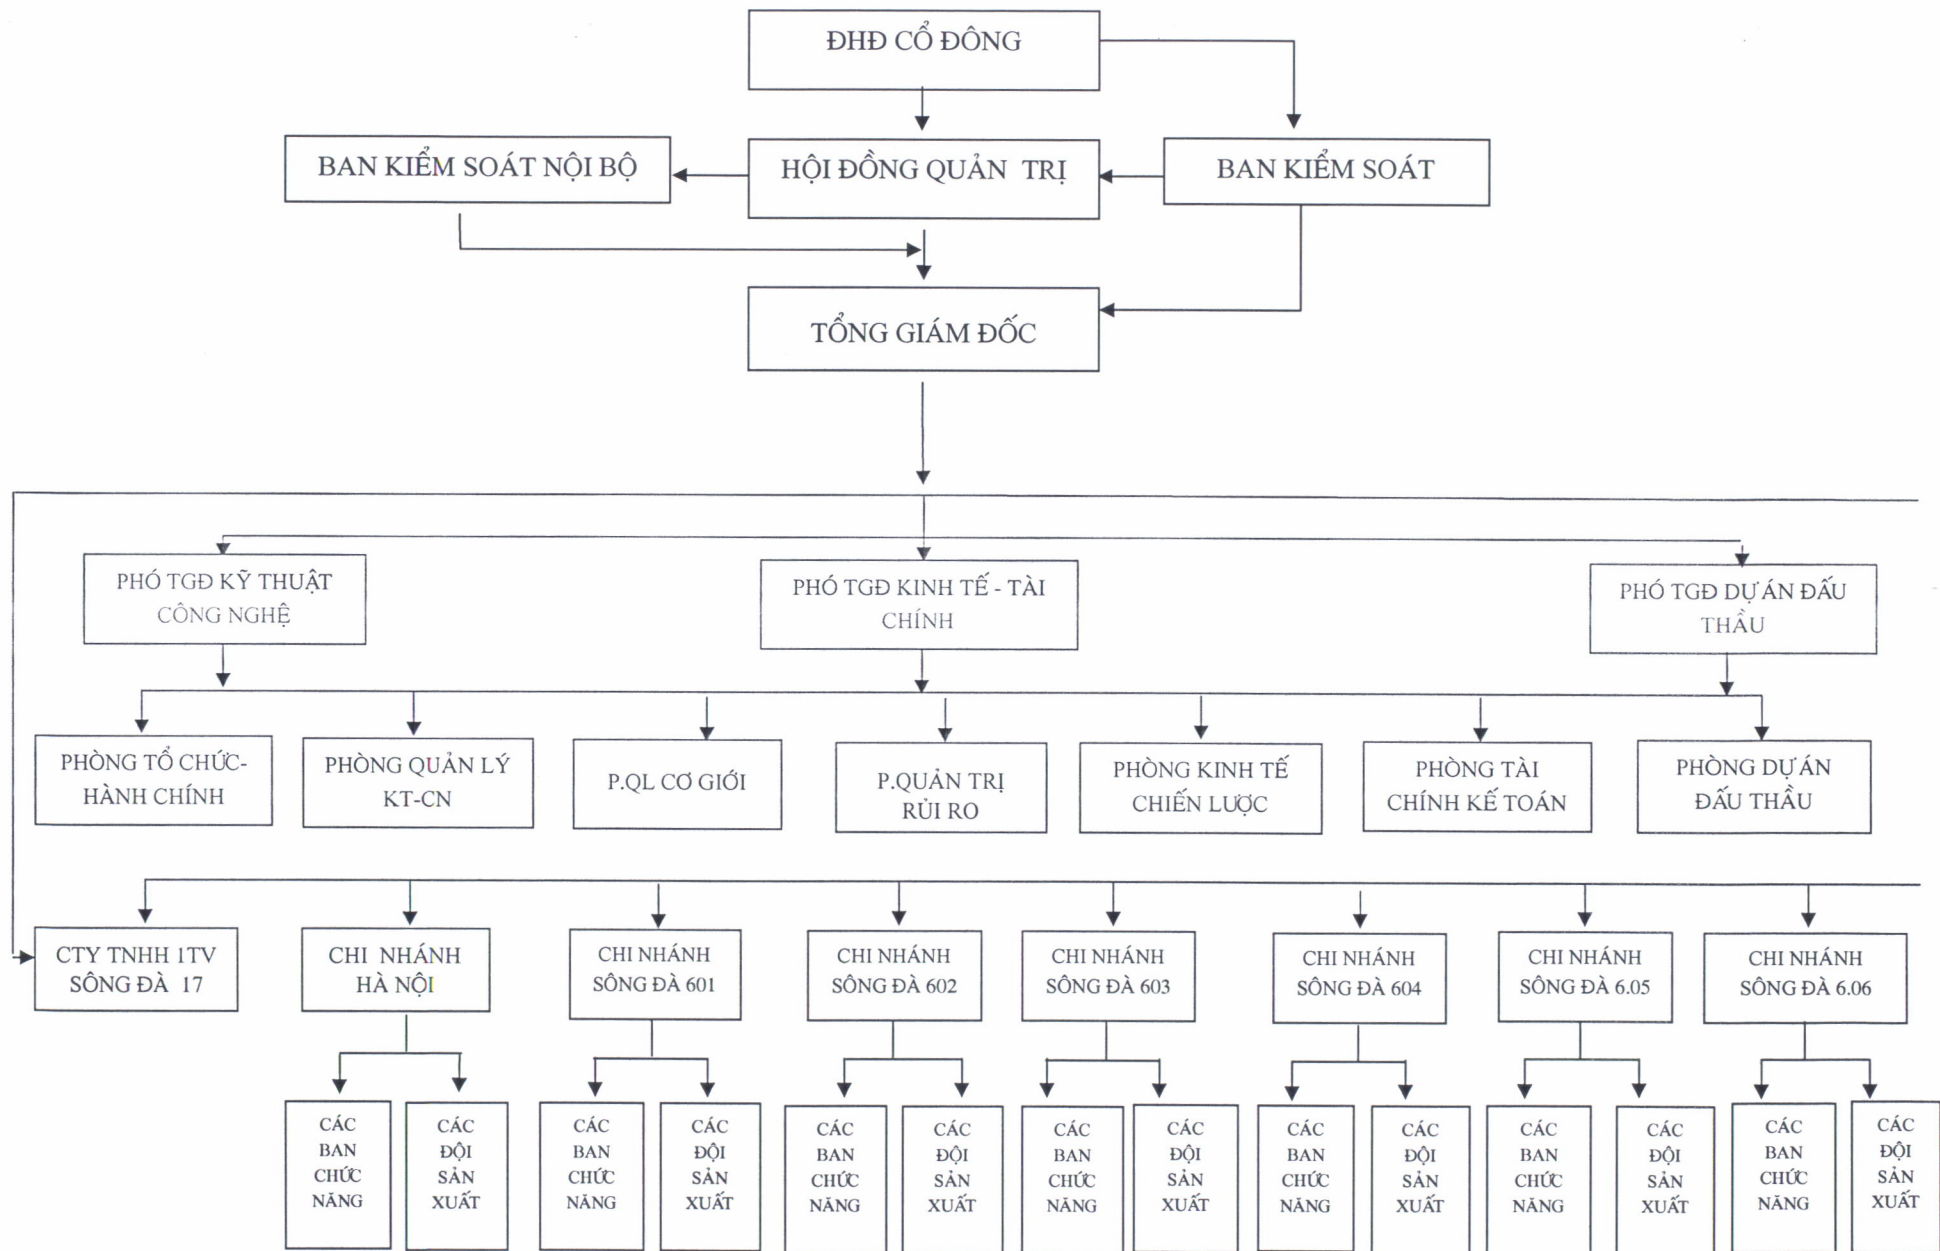 ĐHĐ CỔ ĐÔNG
BAN KIỂM SOÁT NỘI BỘ
HỘI ĐỒNG QUẢN TRỊ
BAN KIỂM SOÁT
TỔNG GIÁM ĐỐC
PHÓ TGĐ KỸ THUẬT
CÔNG NGHỆ
PHÓ TGĐ KINH TẾ - TÀI
CHÍNH
PHÓ TGĐ DỰ ÁN ĐẤU
THẦU
PHÒNG TỔ CHỨC-
HÀNH CHÍNH
PHÒNG QUẢN LÝ
KT-CN
P.QL CƠ GIỚI
P.QUẢN TRỊ
RỦI RO
PHÒNG KINH TẾ
CHIẾN LƯỢC
PHÒNG TÀI
CHÍNH KẾ TOÁN
PHÒNG DỰ ÁN
ĐẤU THẦU
CTY TNHH 1TV
SÔNG ĐÀ 17
CHI NHÁNH
HÀ NỘI
CHI NHÁNH
SÔNG ĐÀ 601
CHI NHÁNH
SÔNG ĐÀ 602
CHI NHÁNH
SÔNG ĐÀ 603
CHI NHÁNH
SÔNG ĐÀ 604
CHI NHÁNH
SÔNG ĐÀ 6.05
CHI NHÁNH
SÔNG ĐÀ 6.06
CÁC
BAN
CHỨC
NĂNG
CÁC
ĐỘI
SẢN
XUẤT
CÁC
BAN
CHỨC
NĂNG
CÁC
ĐỘI
SẢN
XUẤT
CÁC
BAN
CHỨC
NĂNG
CÁC
ĐỘI
SẢN
XUẤT
CÁC
BAN
CHỨC
NĂNG
CÁC
ĐỘI
SẢN
XUẤT
CÁC
BAN
CHỨC
NĂNG
CÁC
ĐỘI
SẢN
XUẤT
CÁC
BAN
CHỨC
NĂNG
CÁC
ĐỘI
SẢN
XUẤT
CÁC
BAN
CHỨC
NĂNG
CÁC
ĐỘI
SẢN
XUẤT